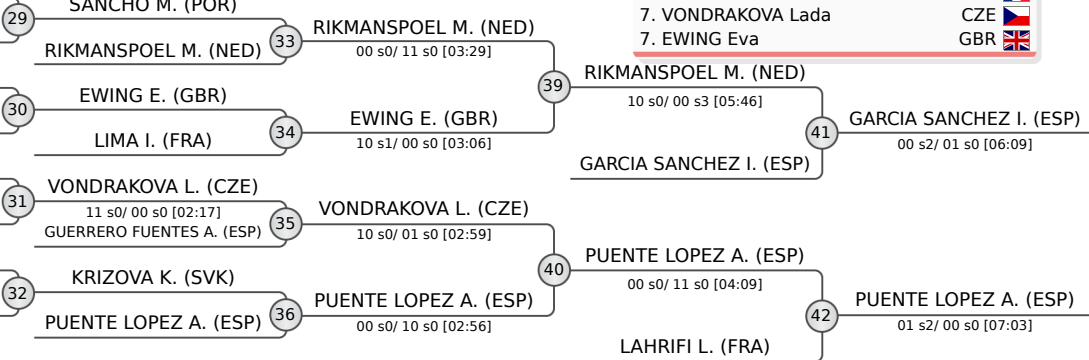 SANCHO M. (POR)
29
RIKMANSPOEL M. (NED)
33
RIKMANSPOEL M. (NED)
00 s0/ 11 s0 [03:29]
30
EWING E. (GBR)
LIMA I. (FRA)
34
EWING E. (GBR)
10 s1/ 00 s0 [03:06]
39
RIKMANSPOEL M. (NED)
10 s0/ 00 s3 [05:46]
GARCIA SANCHEZ I. (ESP)
41
GARCIA SANCHEZ I. (ESP)
00 s2/ 01 s0 [06:09]
31
VONDRAKOVA L. (CZE)
11 s0/ 00 s0 [02:17]
GUERRERO FUENTES A. (ESP)
35
VONDRAKOVA L. (CZE)
10 s0/ 01 s0 [02:59]
32
KRIZOVA K. (SVK)
PUENTE LOPEZ A. (ESP)
36
PUENTE LOPEZ A. (ESP)
00 s0/ 10 s0 [02:56]
40
PUENTE LOPEZ A. (ESP)
00 s0/ 11 s0 [04:09]
LAHRIFI L. (FRA)
42
PUENTE LOPEZ A. (ESP)
01 s2/ 00 s0 [07:03]
7. VONDRAKOVA Lada CZE
7. EWING Eva GBR